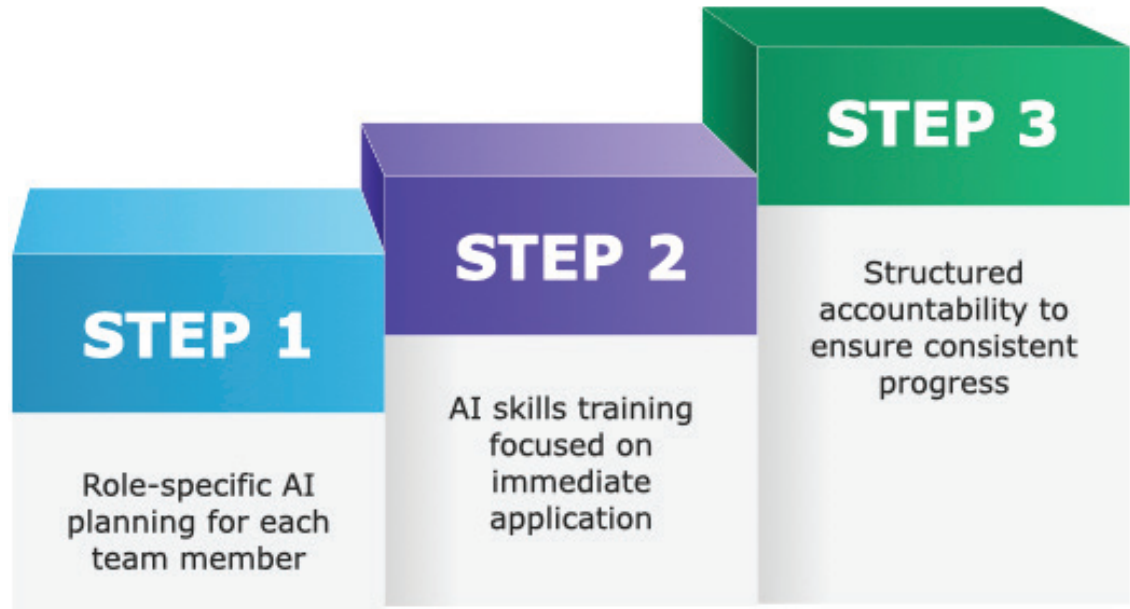 STEP 1
Role-specific AI
planning for each
team member
STEP 2
AI skills training
focused on
immediate
application
STEP 3
Structured
accountability to
ensure consistent
progress